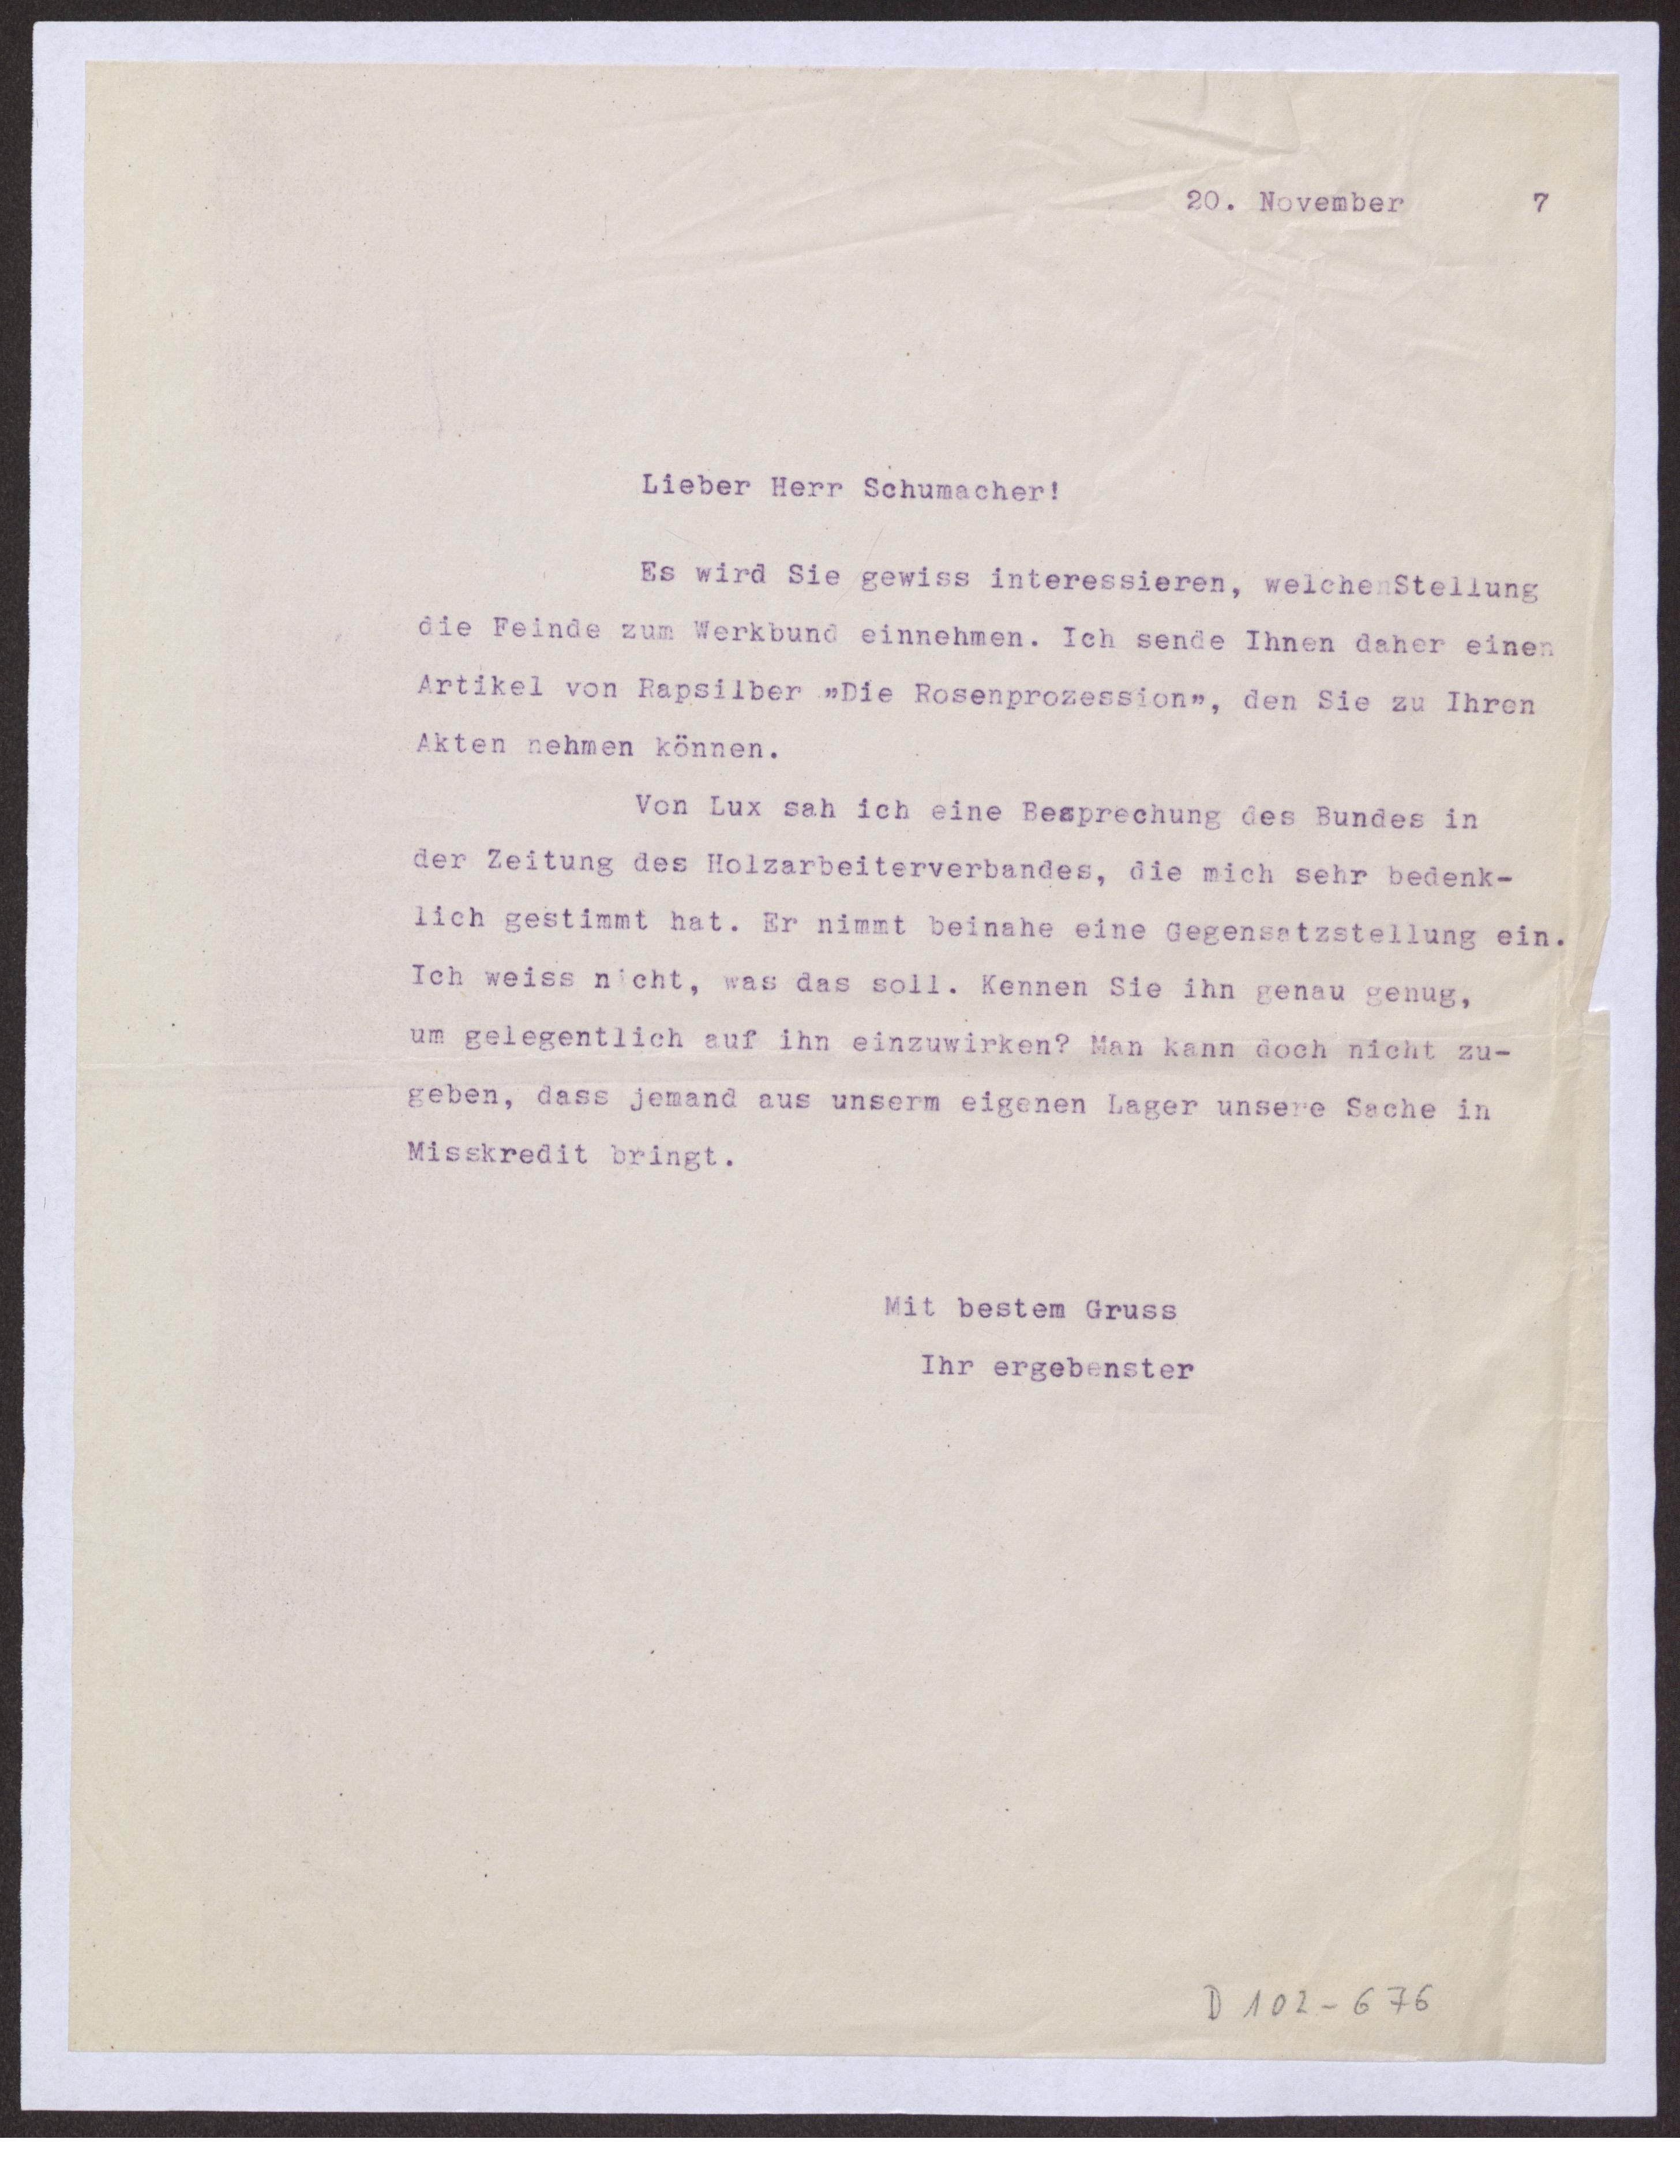 20. November 7
Lieber Herr Schumacher!
Es wird Sie gewiss interessieren, welche Stellung
die Feinde zum Werkbund einnehmen. Ich sende Ihnen daher einen
Artikel von Rapsilber „Die Rosenprozession”, den Sie zu Ihren
Akten nehmen können.
Von Lux sah ich eine Besprechung des Bundes in
der Zeitung des Holzarbeiterverbandes, die mich sehr bedenk-
lich gestimmt hat. Er nimmt beinahe eine Gegensatzstellung ein.
Ich weiss nicht, was das soll. Kennen Sie ihn genau genug,
um gelegentlich auf ihn einzuwirken? Man kann doch nicht zu-
geben, dass jemand aus unserm eigenen Lager unsere Sache in
Misskredit bringt.
Mit bestem Gruss
Ihr ergebenster
D 102-676